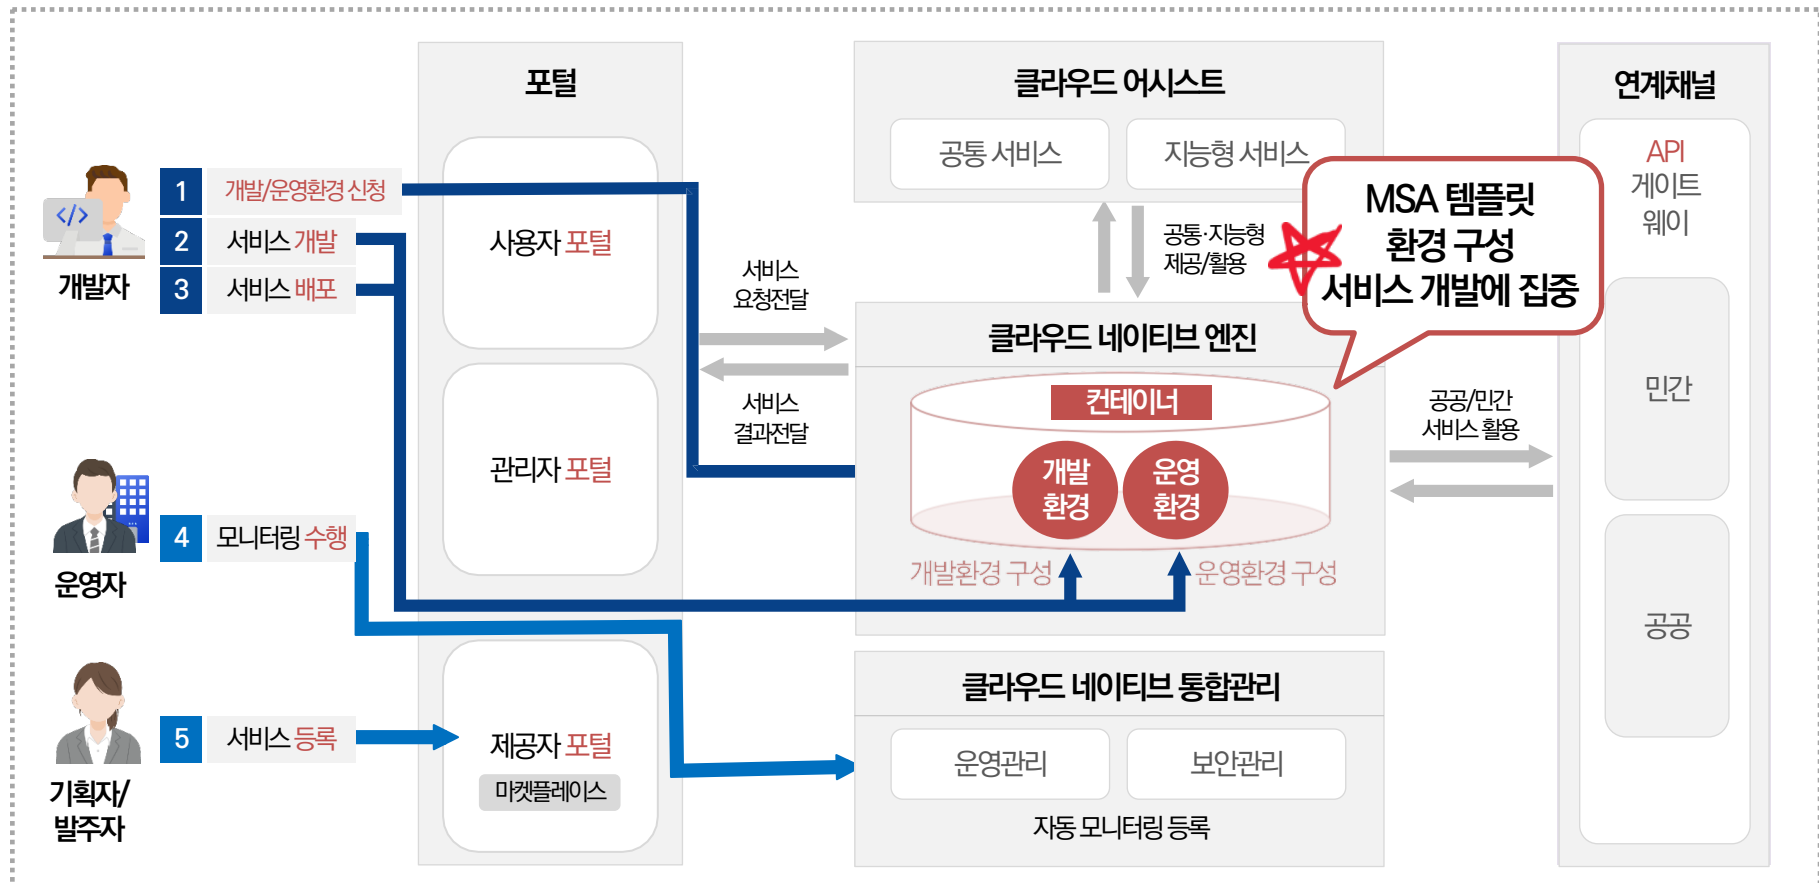 개발자
1 개발/운영환경 신청
2 서비스 개발
3 서비스 배포
운영자
4 모니터링 수행
기획자/
발주자
5 서비스 등록
포털
사용자 포털
관리자 포털
제공자 포털
마켓플레이스
서비스
요청전달
서비스
결과전달
클라우드 어시스트
공통 서비스
지능형 서비스
공통·지능형
제공/활용
MSA 템플릿
환경 구성
서비스 개발에 집중
클라우드 네이티브 엔진
컨테이너
개발
환경
운영
환경
개발환경 구성
운영환경 구성
클라우드 네이티브 통합관리
운영관리
보안관리
자동 모니터링 등록
공공/민간
서비스 활용
연계채널
API
게이트
웨이
민간
공공